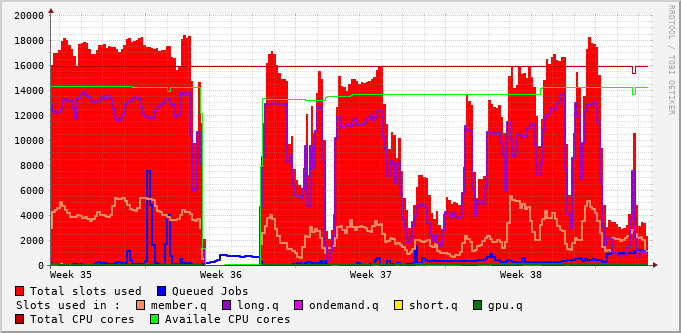 20000
18000
16000
14000
12000
10000
8000
6000
4000
2000
0
Week 35 Week 36 Week 37 Week 38
RRDTOOL / TOBI OETIKER
Total slots used Queued Jobs
Slots used in : member.q long.q ondemand.q short.q gpu.q
Total CPU cores Availale CPU cores